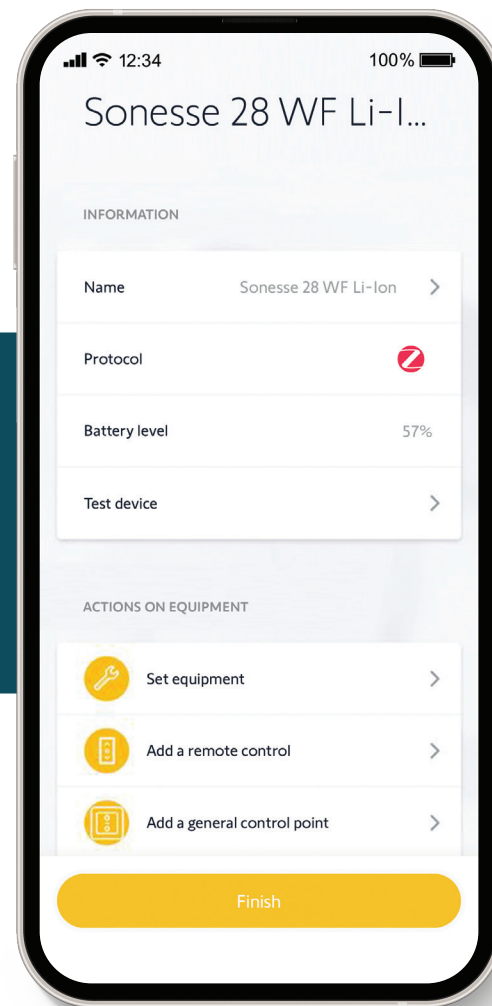 12:34 100%
Sonesse 28 WF Li-I...
INFORMATION
Name Sonesse 28 WF Li-Ion
Protocol
Battery level 57%
Test device
ACTIONS ON EQUIPMENT
Set equipment
Add a remote control
Add a general control point
Finish